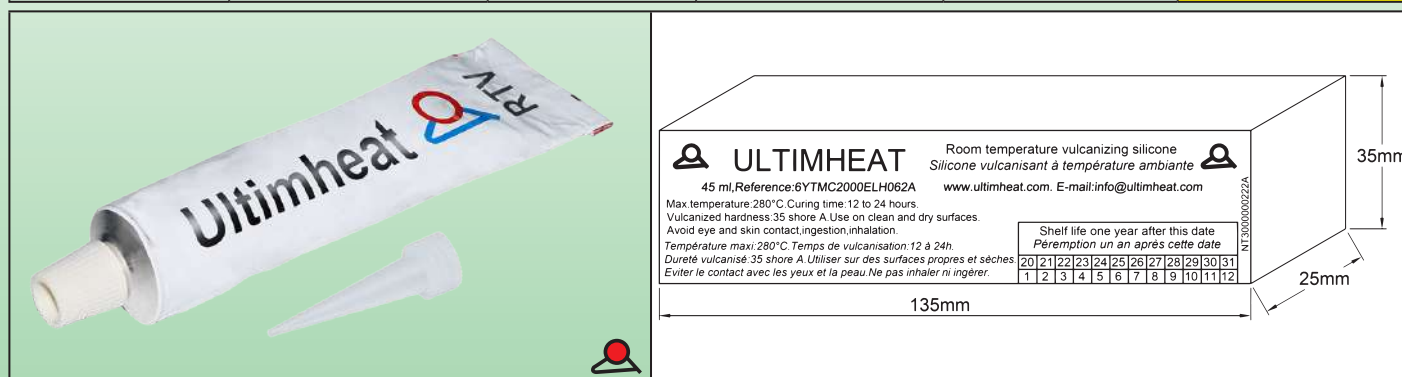 Ultimheat
RTV
ULTIMHEAT
Room temperature vulcanizing silicone
Silicone vulcanisant à température ambiante
45 ml,Reference:6YTMC2000ELH062A
www.ultimheat.com. E-mail:info@ultimheat.com
Max.temperature:280°C.Curing time:12 to 24 hours.
Vulcanized hardness:35 shore A.Use on clean and dry surfaces.
Avoid eye and skin contact,ingestion,inhalation.
Température maxi:280°C.Temps de vulcanisation:12 à 24h.
Dureté vulcanisé:35 shore A.Utiliser sur des surfaces propres et sèches.
Eviter le contact avec les yeux et la peau.Ne pas inhaler ni ingérer.
Shelf life one year after this date
Péremption un an après cette date
20 21 22 23 24 25 26 27 28 29 30 31
1 2 3 4 5 6 7 8 9 10 11 12
NT3000000222A
35mm
25mm
135mm